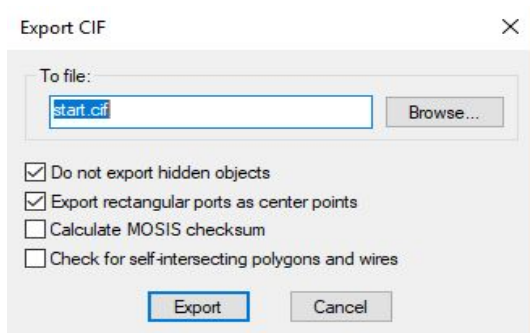 Export CIF
To file:
start.cif
Browse...
Do not export hidden objects
Export rectangular ports as center points
Calculate MOSIS checksum
Check for self-intersecting polygons and wires
Export Cancel